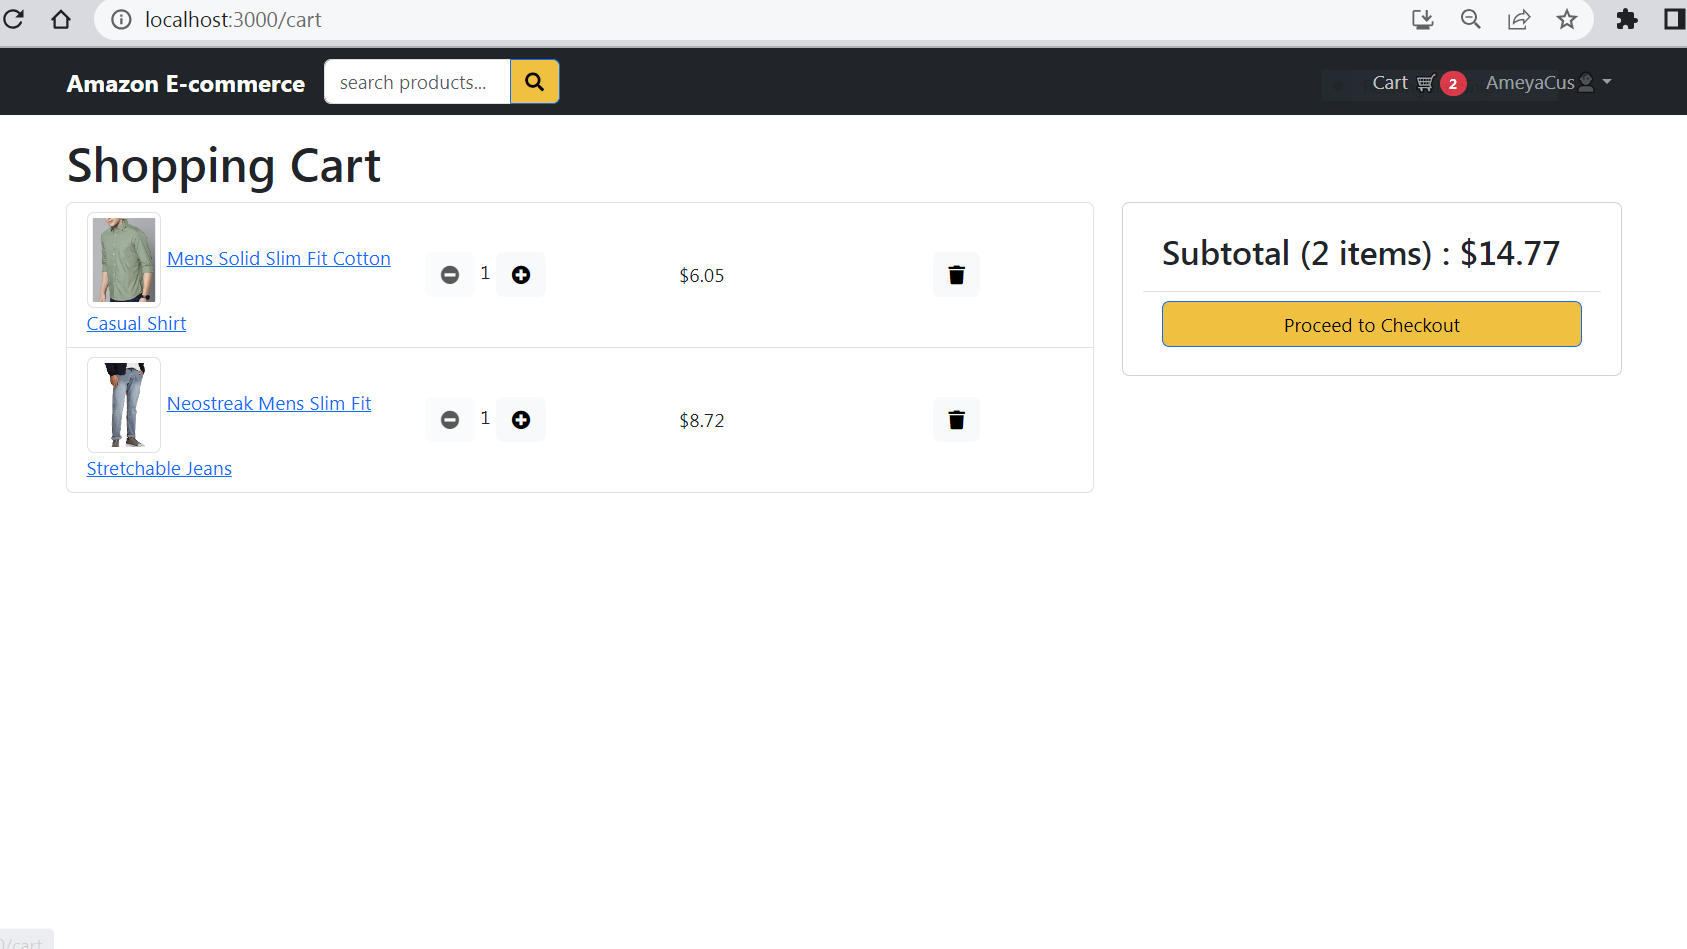 localhost:3000/cart
Amazon E-commerce
search products...
Cart 2 AmeyaCus
Shopping Cart
Mens Solid Slim Fit Cotton
Casual Shirt
1
$6.05
Neostreak Mens Slim Fit
Stretchable Jeans
1
$8.72
Subtotal (2 items) : $14.77
Proceed to Checkout
0/cart